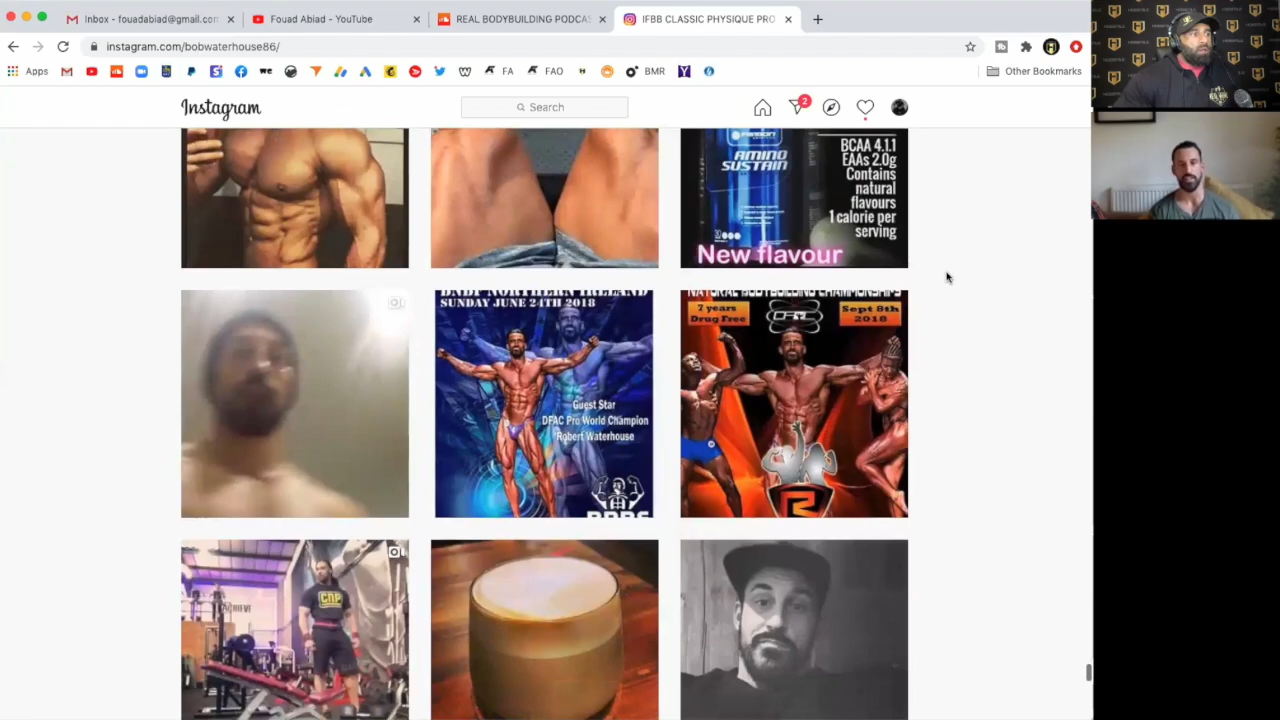 Inbox - fouadabiad@gmail.con
Fouad Abiad - YouTube
REAL BODYBUILDING PODCAS
IFBB CLASSIC PHYSIQUE PRO
instagram.com/bobwaterhouse86/
Apps
FA
FAO
BMR
Other Bookmarks
Instagram
Search
2
AMINO
SUSTAIN
BCAA 4.1.1
EAAs 2.0g
Contains
natural
flavours
1 calorie per
serving
New flavour
NORTHERN IRELAND
SUNDAY JUNE 24TH 2018
Guest Star
DFAC Pro World Champion
"Robert Waterhouse"
NATURAL BODYBUILDING CHAMPIONSHIPS
7 years
Drug Free
Sept 8th
2018
CNP